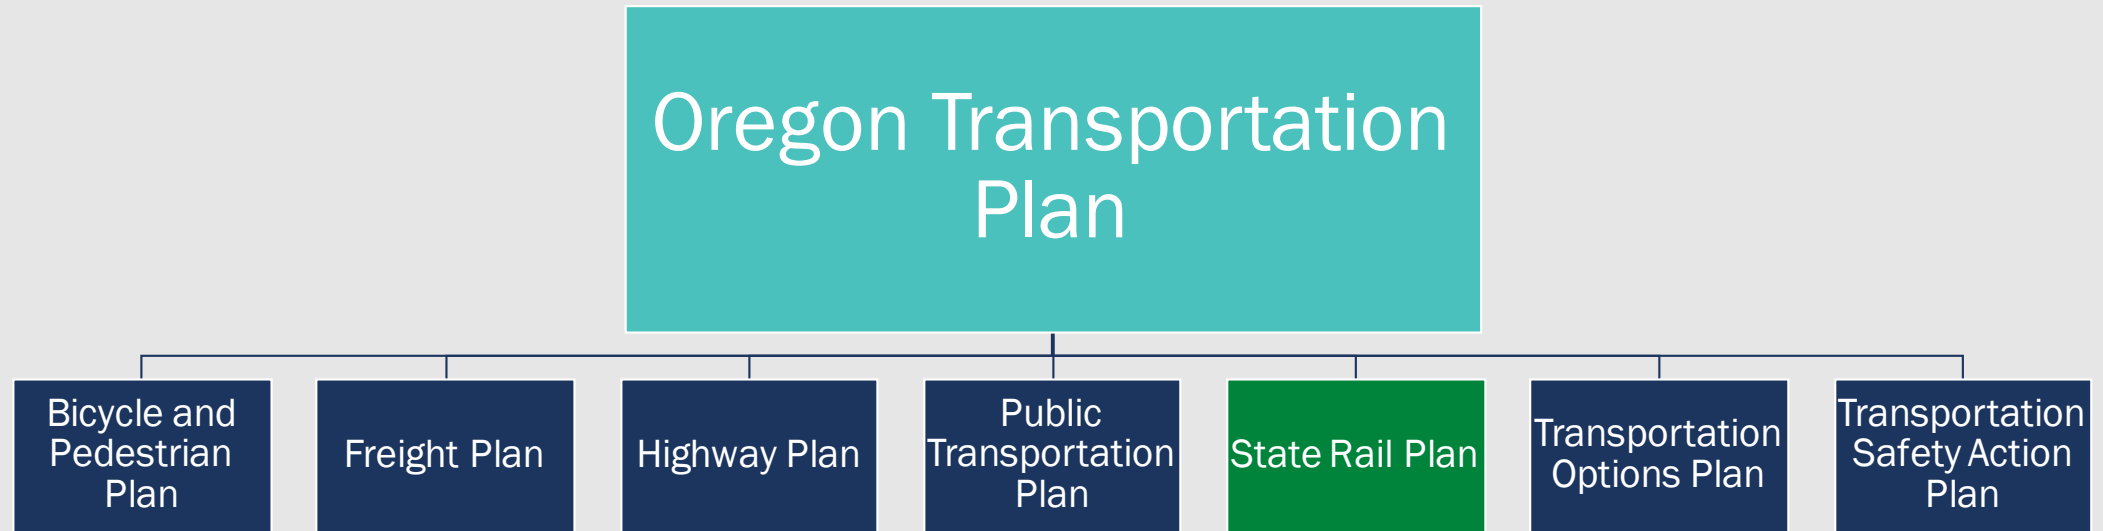 Oregon Transportation
Plan
Bicycle and
Pedestrian
Plan
Freight Plan
Highway Plan
Public
Transportation
Plan
State Rail Plan
Transportation
Options Plan
Transportation
Safety Action
Plan